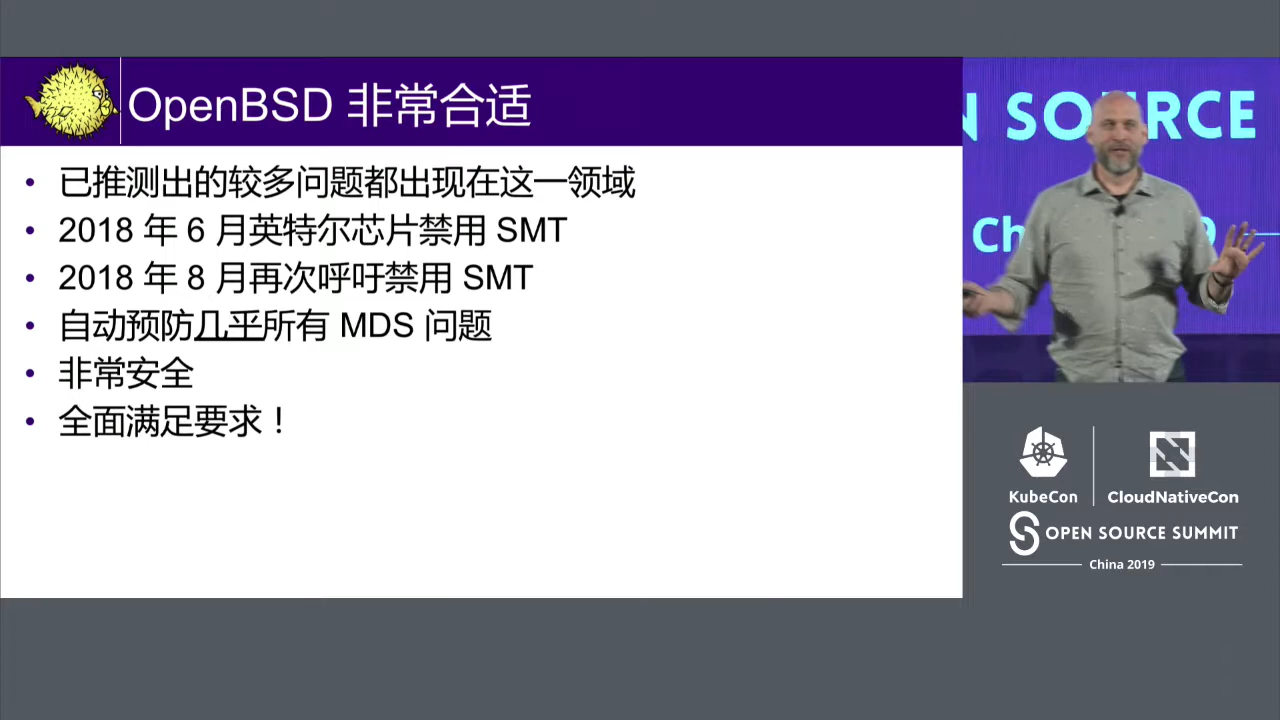 OpenBSD 非常合适
• 已推测出的较多问题都出现在这一领域
• 2018 年 6 月英特尔芯片禁用 SMT
• 2018 年 8 月再次呼吁禁用 SMT
• 自动预防几乎所有 MDS 问题
• 非常安全
• 全面满足要求！
N SOURCE
Ch 9
KubeCon
CloudNativeCon
OPEN SOURCE SUMMIT
China 2019